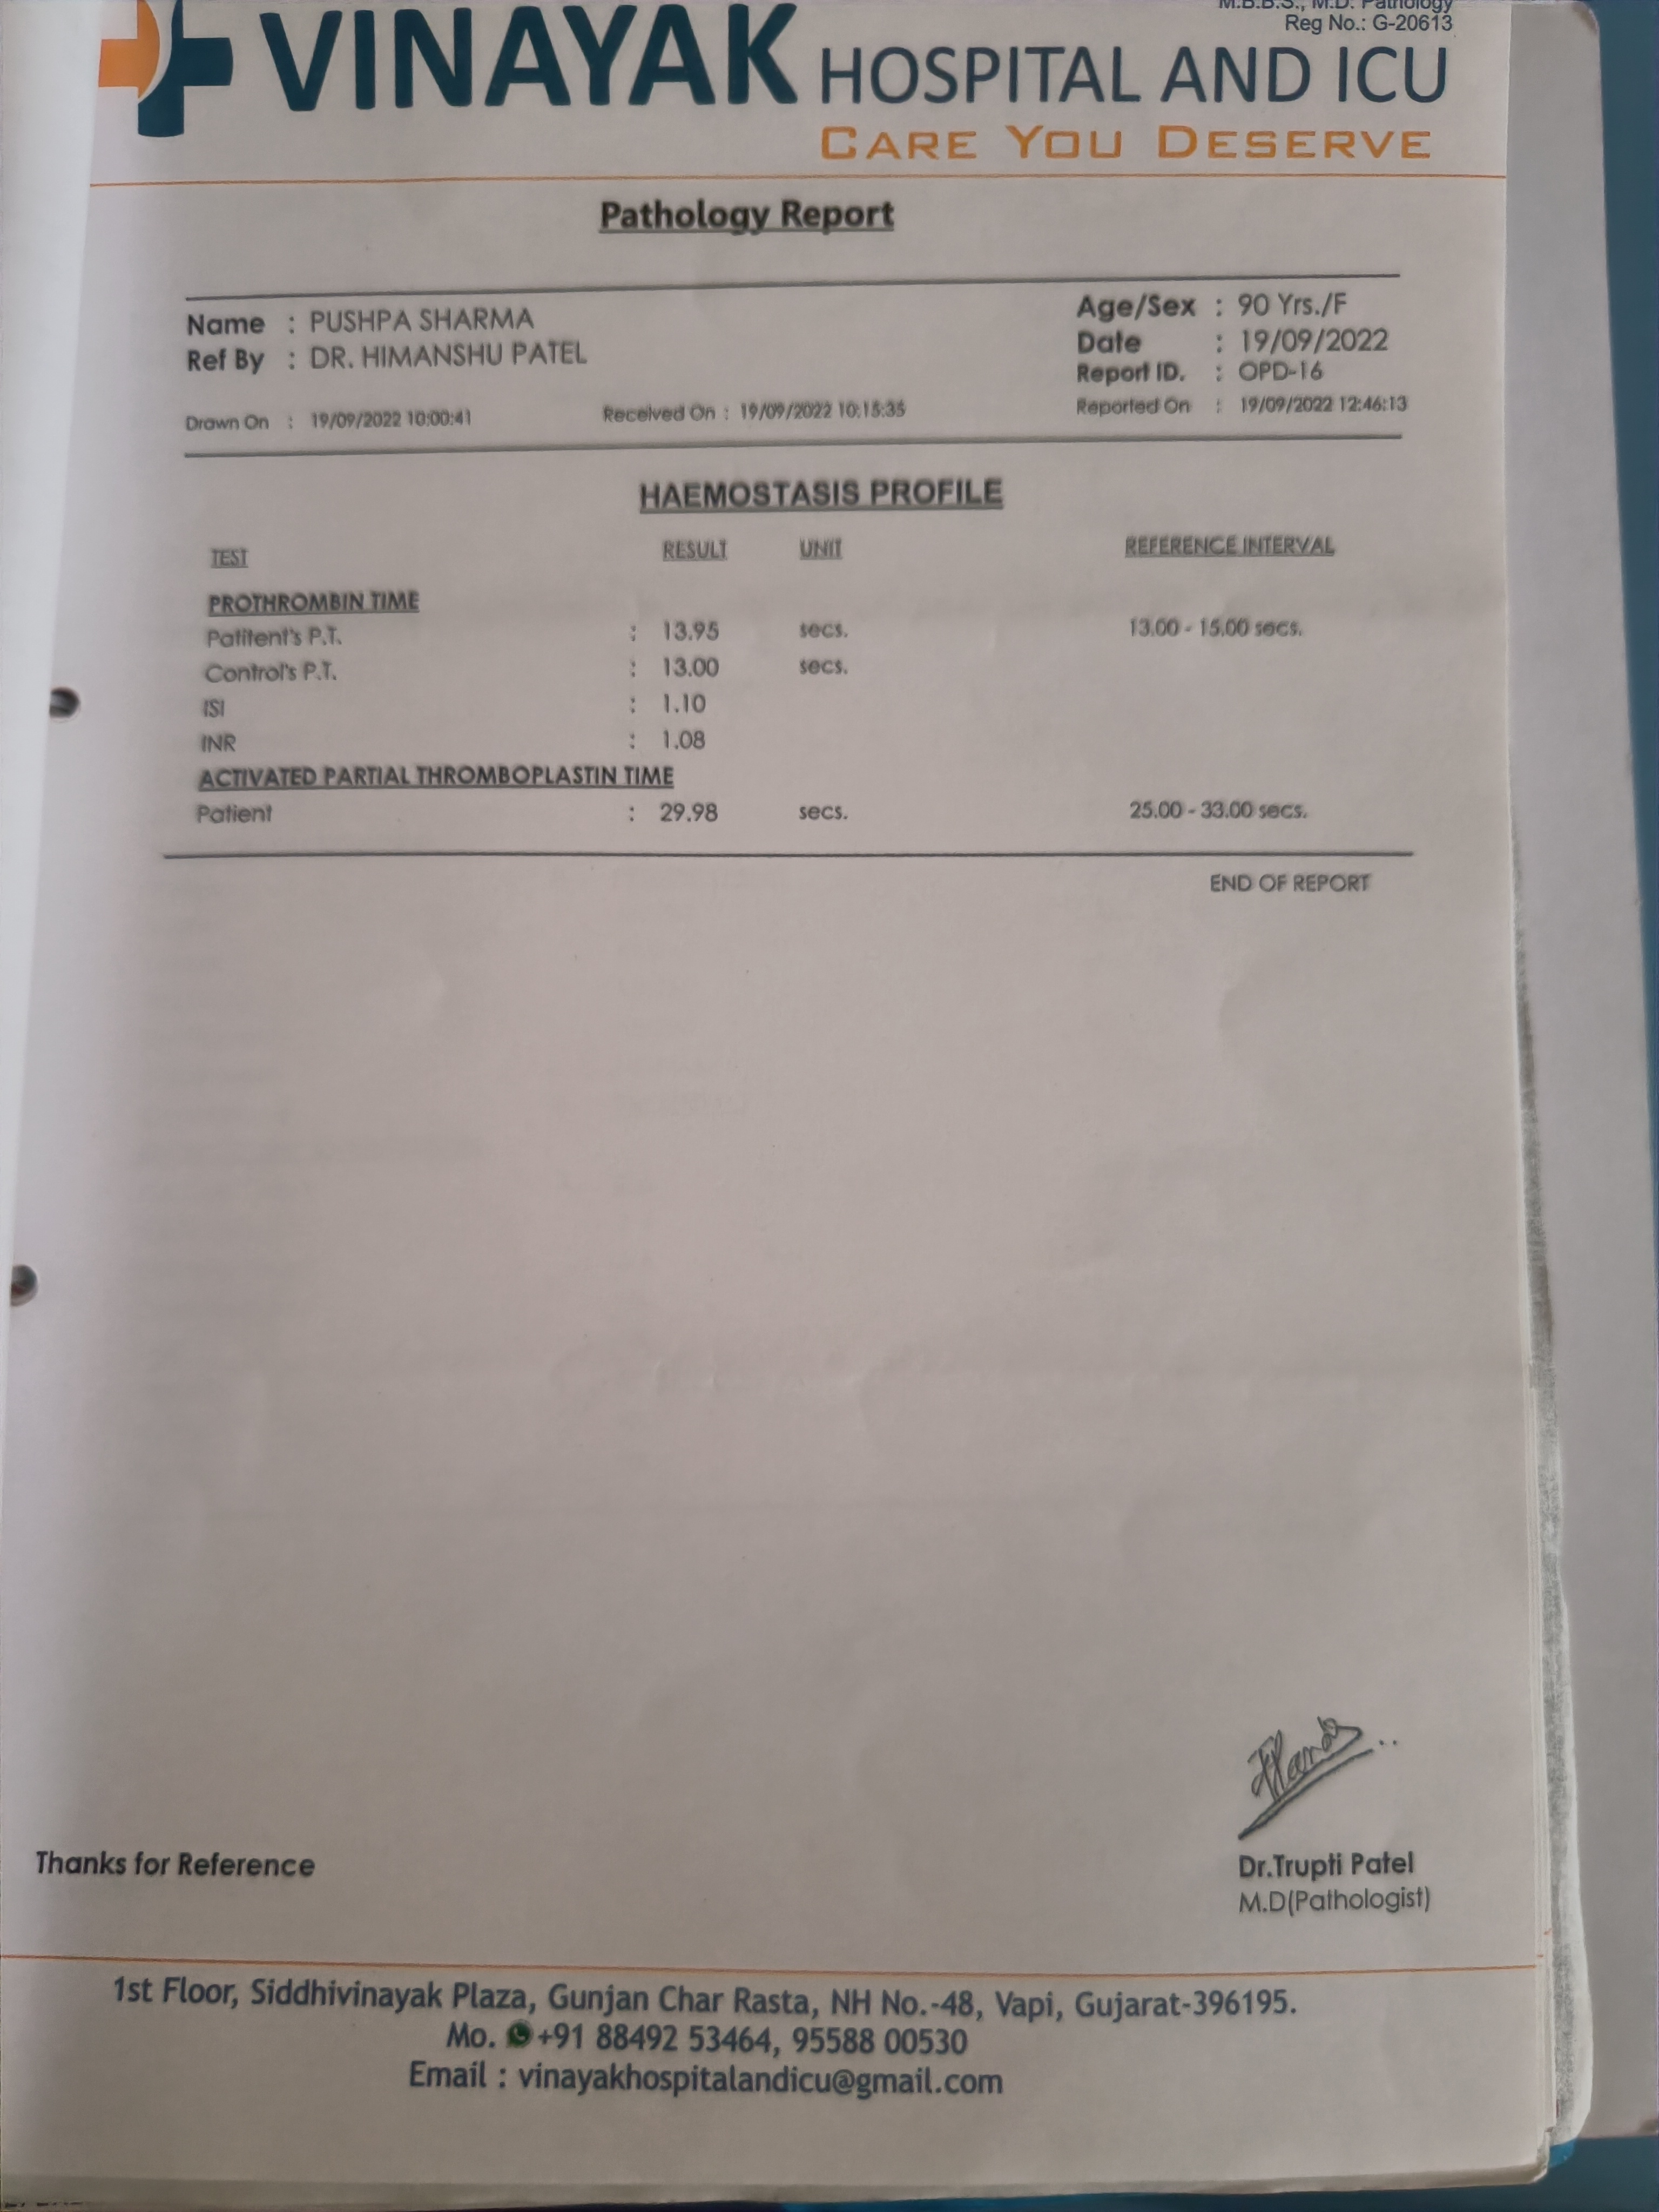 M.B.B.S., M.D. Pathology
Reg No.: G-20613
VINAYAK HOSPITAL AND ICU
CARE YOU DESERVE
Pathology Report
Name : PUSHPA SHARMA
Age/Sex : 90 Yrs./F
Ref By : DR. HIMANSHU PATEL
Date : 19/09/2022
Report ID. : OPD-16
Drawn On : 19/09/2022 10:00:41 Received On : 19/09/2022 10:15:35 Reported On : 19/09/2022 12:46:13
HAEMOSTASIS PROFILE
TEST RESULT UNIT REFERENCE INTERVAL
PROTHROMBIN TIME
Patitent's P.T. : 13.95 secs. 13.00 - 15.00 secs.
Control's P.T. : 13.00 secs.
ISI : 1.10
INR : 1.08
ACTIVATED PARTIAL THROMBOPLASTIN TIME
Patient : 29.98 secs. 25.00 - 33.00 secs.
END OF REPORT
Thanks for Reference
Dr.Trupti Patel
M.D(Pathologist)
1st Floor, Siddhivinayak Plaza, Gunjan Char Rasta, NH No.-48, Vapi, Gujarat-396195.
Mo. +91 88492 53464, 95588 00530
Email : vinayakhospitalandicu@gmail.com